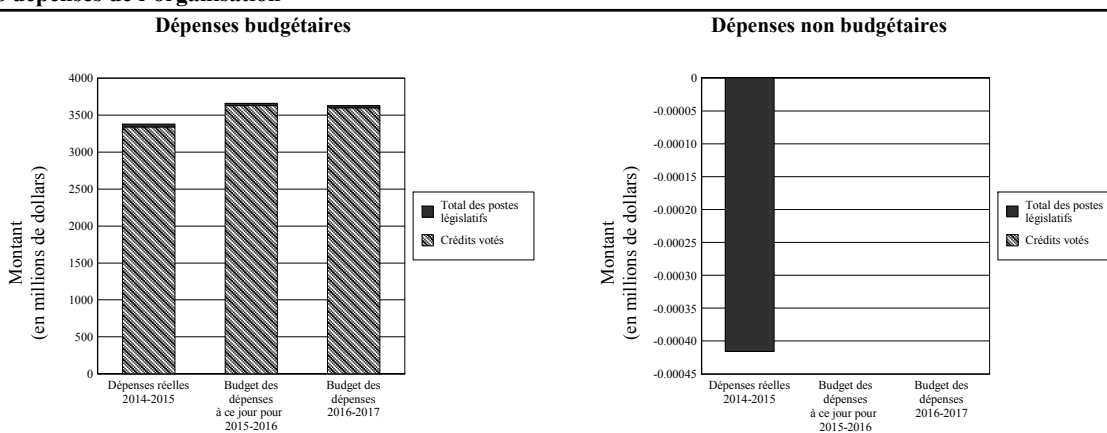 dépenses de l'organisation
Dépenses budgétaires
Montant
(en millions de dollars)
4000
3500
3000
2500
2000
1500
1000
500
0
Dépenses réelles
2014-2015
Budget des
dépenses
à ce jour pour
2015-2016
Budget des
dépenses
2016-2017
Total des postes
législatifs
Crédits votés
Dépenses non budgétaires
Montant
(en millions de dollars)
0
-0.00005
-0.00010
-0.00015
-0.00020
-0.00025
-0.00030
-0.00035
-0.00040
-0.00045
Dépenses réelles
2014-2015
Budget des
dépenses
à ce jour pour
2015-2016
Budget des
dépenses
2016-2017
Total des postes
législatifs
Crédits votés